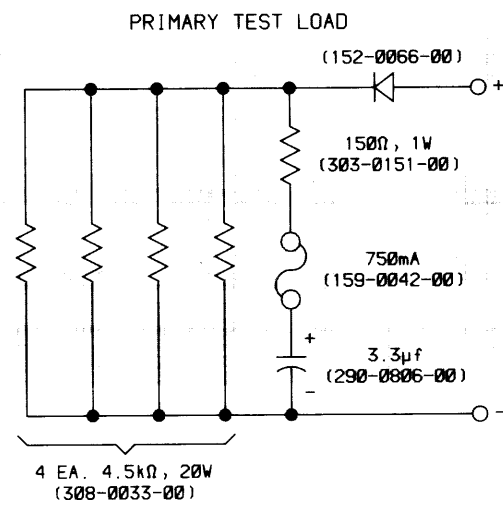 PRIMARY TEST LOAD
(152-0066-00)
+
150Ω, 1W
(303-0151-00)
750mA
(159-0042-00)
+
3.3µf
(290-0806-00)
-
-
4 EA. 4.5kΩ, 20W
(308-0033-00)